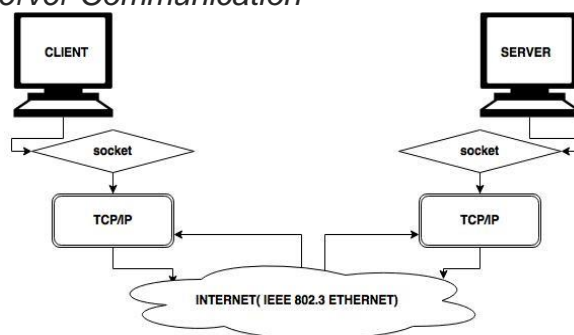 Server Communication
CLIENT
SERVER
socket
socket
TCP/IP
TCP/IP
INTERNET( IEEE 802.3 ETHERNET)